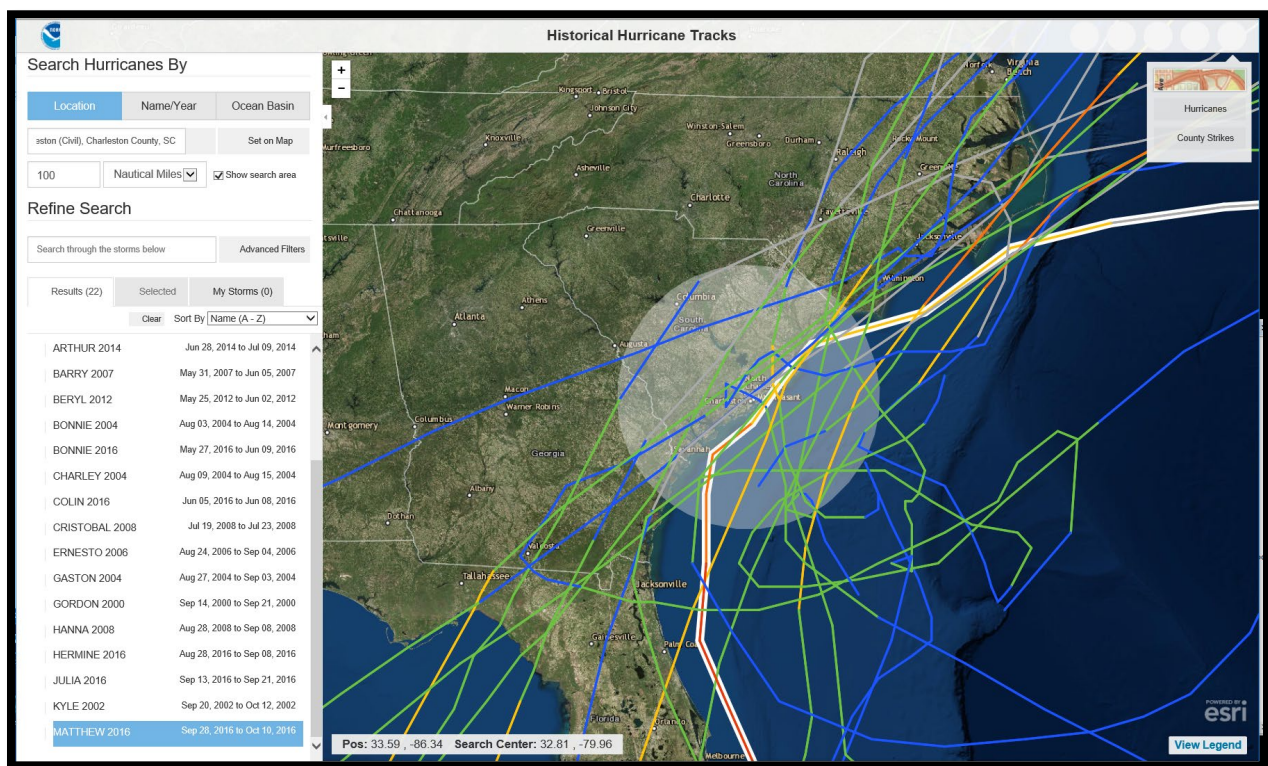 Historical Hurricane Tracks
Search Hurricanes By
Location Name/Year Ocean Basin
eston (Civil), Charleston County, SC Set on Map
100 Nautical Miles Show search area
Refine Search
Search through the storms below Advanced Filters
Results (22) Selected My Storms (0)
Clear Sort By Name (A - Z)
ARTHUR 2014 Jun 28, 2014 to Jul 09, 2014
BARRY 2007 May 31, 2007 to Jun 05, 2007
BERYL 2012 May 25, 2012 to Jun 02, 2012
BONNIE 2004 Aug 03, 2004 to Aug 14, 2004
BONNIE 2016 May 27, 2016 to Jun 09, 2016
CHARLEY 2004 Aug 09, 2004 to Aug 15, 2004
COLIN 2016 Jun 05, 2016 to Jun 08, 2016
CRISTOBAL 2008 Jul 19, 2008 to Jul 23, 2008
ERNESTO 2006 Aug 24, 2006 to Sep 04, 2006
GASTON 2004 Aug 27, 2004 to Sep 03, 2004
GORDON 2000 Sep 14, 2000 to Sep 21, 2000
HANNA 2008 Aug 28, 2008 to Sep 08, 2008
HERMINE 2016 Aug 28, 2016 to Sep 08, 2016
JULIA 2016 Sep 13, 2016 to Sep 21, 2016
KYLE 2002 Sep 20, 2002 to Oct 12, 2002
MATTHEW 2016 Sep 28, 2016 to Oct 10, 2016
+
−
Hurricanes
County Strikes
Norfolk
Virginia
Beach
Kingsport
Bristol
Johnson City
Winston-Salem
Greensboro
Durham
Rocky Mount
Knoxville
Murfreesboro
Raleigh
Asheville
North
Carolina
Charlotte
Chattanooga
Greenville
Jacksonville
Wilmington
Columbia
South
Carolina
Athens
Atlanta
Augusta
Macon
Warner Robins
Columbus
Montgomery
Georgia
Savannah
Albany
Dothan
Valdosta
Tallahassee
Jacksonville
Gainesville
Florida
Orlando
Melbourne
POWERED BY
esri
Pos: 33.59 , -86.34 Search Center: 32.81 , -79.96
View Legend